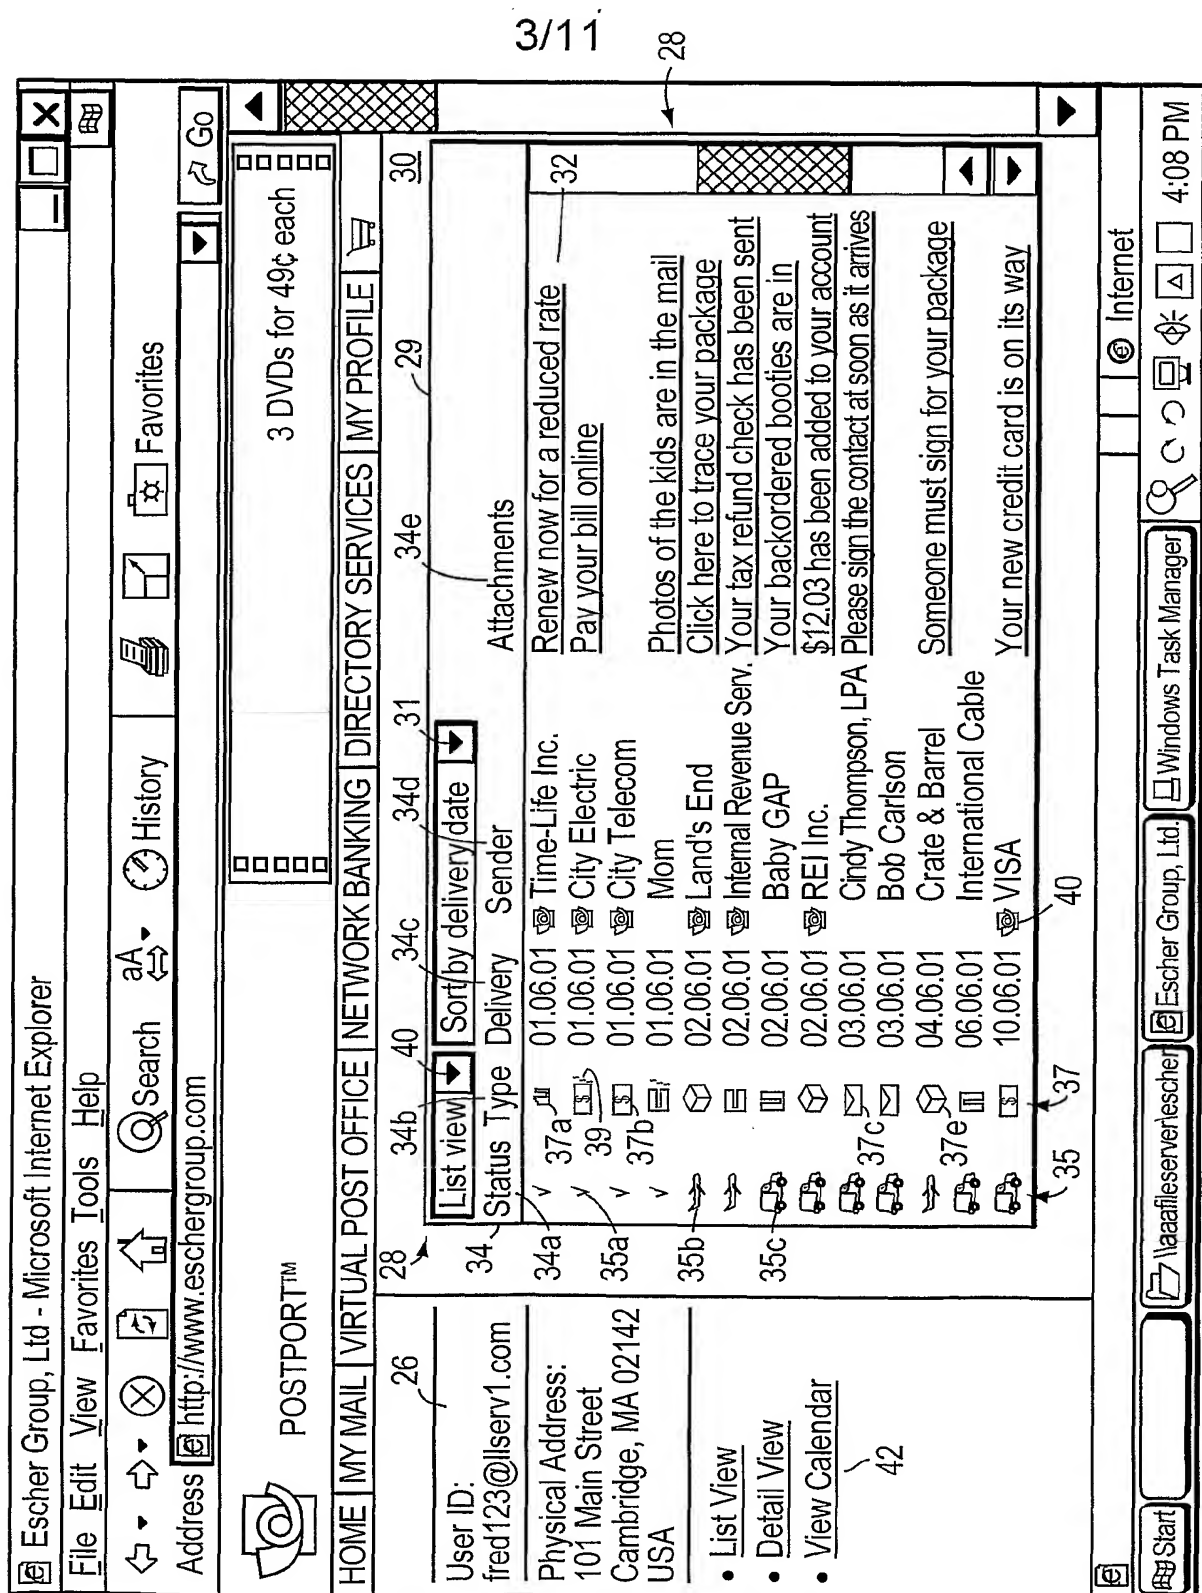 3/11
Escher Group, Ltd - Microsoft Internet Explorer
File Edit View Favorites Tools Help
Search aA History Favorites
Address http://www.eschergroup.com Go
POSTPORT™
3 DVDs for 49¢ each
HOME | MY MAIL | VIRTUAL POST OFFICE | NETWORK BANKING | DIRECTORY SERVICES | MY PROFILE |
26
User ID:
fred123@llserv1.com
Physical Address:
101 Main Street
Cambridge, MA 02142
USA
• List View
• Detail View
• View Calendar
42
28 34b 40 34c 34d 31 34e 29 30
List view Sort by delivery date
34 Status Type Delivery Sender Attachments
34a 37a 01.06.01 Time-Life Inc. Renew now for a reduced rate 32
√ 39 $ 01.06.01 City Electric Pay your bill online
35a √ 37b $ 01.06.01 City Telecom
√ 01.06.01 Mom Photos of the kids are in the mail
35b 02.06.01 Land's End Click here to trace your package
02.06.01 Internal Revenue Serv. Your tax refund check has been sent
35c 02.06.01 Baby GAP Your backordered booties are in
02.06.01 REI Inc. $12.03 has been added to your account
37c 03.06.01 Cindy Thompson, LPA Please sign the contact at soon as it arrives
03.06.01 Bob Carlson
37e 04.06.01 Crate & Barrel Someone must sign for your package
06.06.01 International Cable
$ 10.06.01 VISA Your new credit card is on its way
35 37 40
28
Internet
Start \\aaafileserver\escher Escher Group, Ltd. Windows Task Manager 4:08 PM